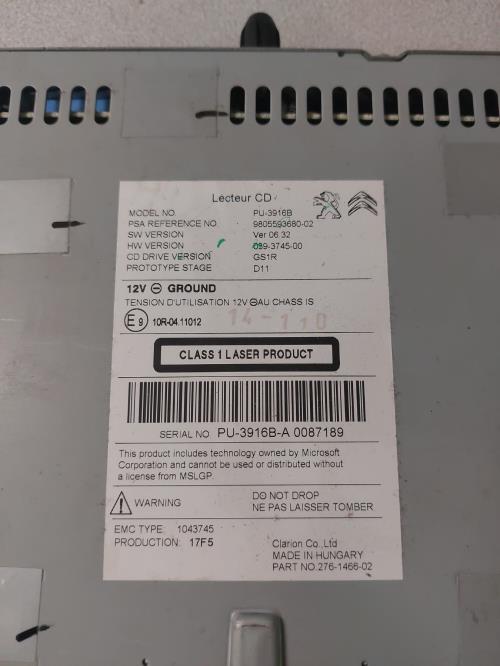 Lecteur CD
MODEL NO. PU-3916B
PSA REFERENCE NO. 9805593680-02
SW VERSION Ver 06.32
HW VERSION 039-3745-00
CD DRIVE VERSION GS1R
PROTOTYPE STAGE D11
12V ⊖ GROUND
TENSION D'UTILISATION 12V ⊖AU CHASSIS
E9 10R-04.11012 14-110
CLASS 1 LASER PRODUCT
SERIAL NO. PU-3916B-A 0087189
This product includes technology owned by Microsoft
Corporation and cannot be used or distributed without
a license from MSLGP.
WARNING DO NOT DROP
NE PAS LAISSER TOMBER
EMC TYPE: 1043745
PRODUCTION: 17F5
Clarion Co.,Ltd
MADE IN HUNGARY
PART NO.276-1466-02